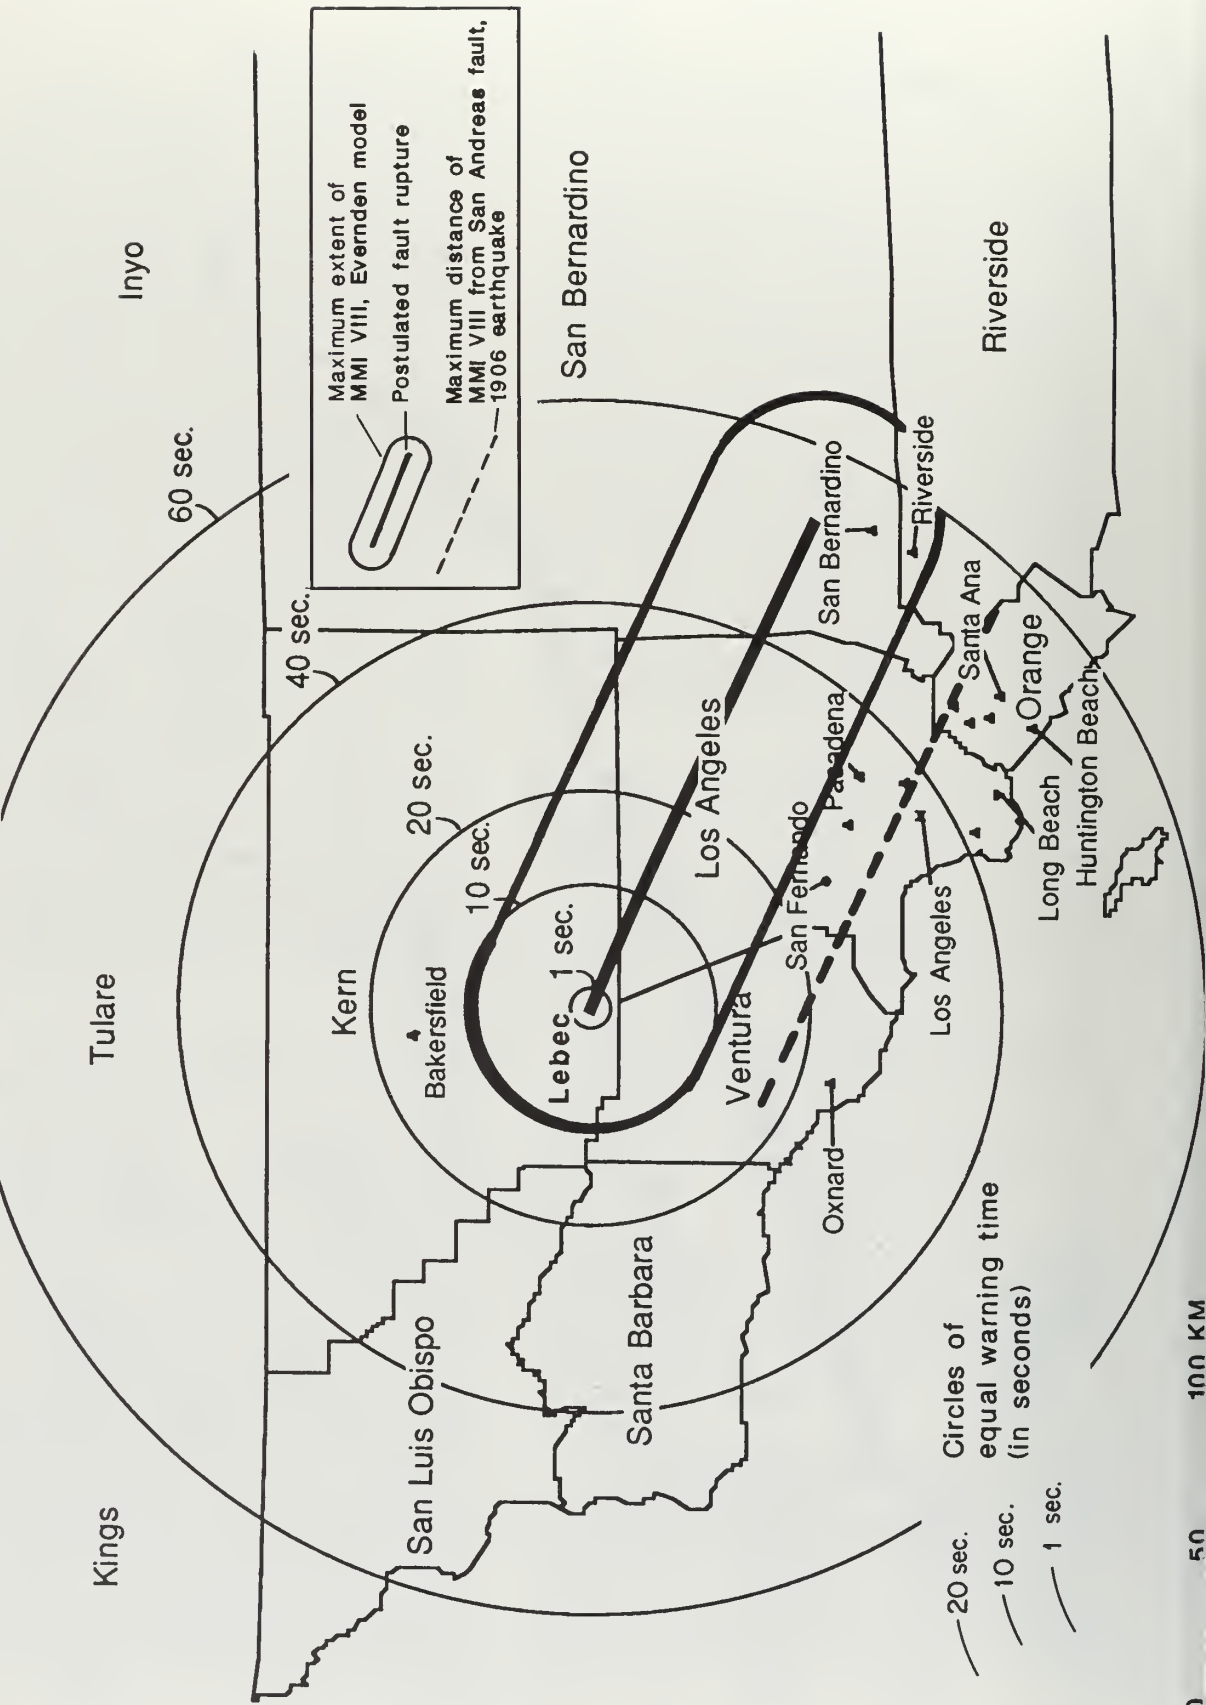 Kings
Tulare
Inyo
60 sec.
40 sec.
20 sec.
10 sec.
1 sec.
Maximum extent of
MMI VIII, Evernden model
Postulated fault rupture
Maximum distance of
MMI VIII from San Andreas fault,
1906 earthquake
San Luis Obispo
Kern
Bakersfield
Lebec
San Bernardino
Santa Barbara
Ventura
Los Angeles
San Fernando
Pasadena
San Bernardino
Riverside
Riverside
Oxnard
Los Angeles
Santa Ana
Orange
Long Beach
Huntington Beach
Circles of
equal warning time
(in seconds)
20 sec.
10 sec.
1 sec.
0 50 100 KM